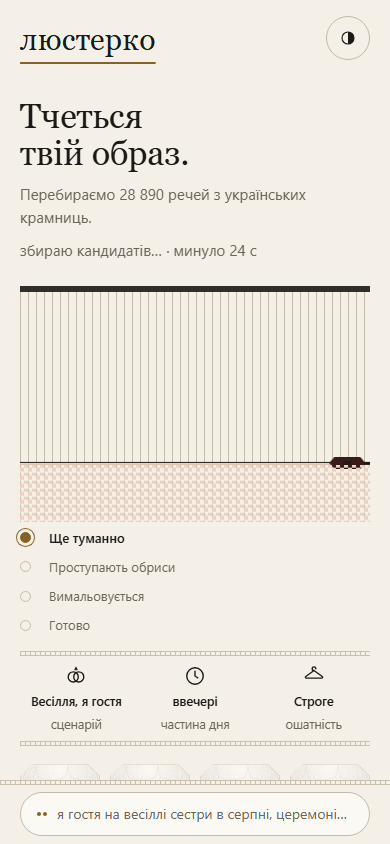 люстерко
Тчеться
твій образ.
Перебираємо 28 890 речей з українських
крамниць.
збираю кандидатів… · минуло 24 с
Ще туманно
Проступають обриси
Вимальовується
Готово
Весілля, я гостя
ввечері
Строге
сценарій
частина дня
ошатність
я гостя на весіллі сестри в серпні, церемоні…